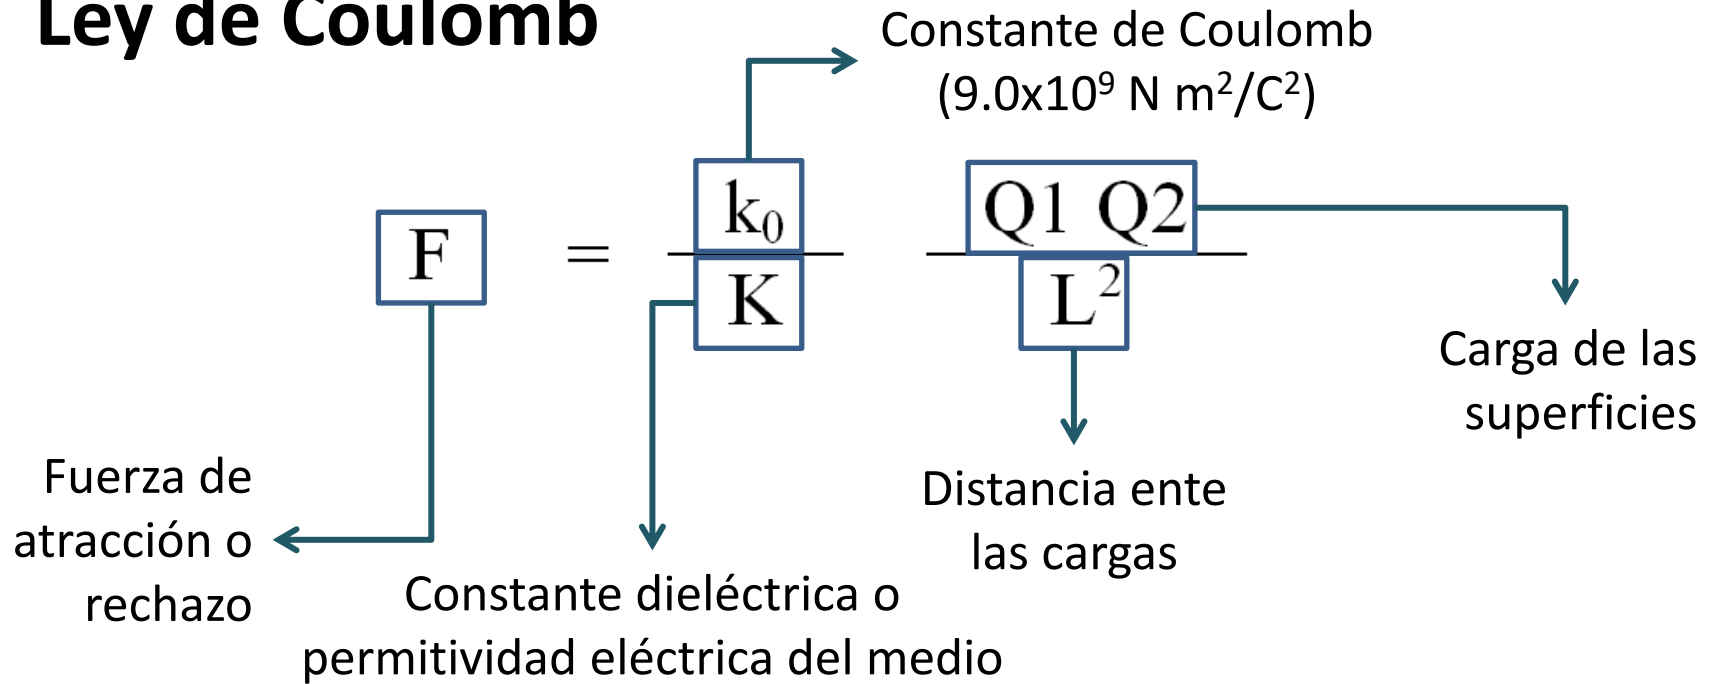 Ley de Coulomb
Constante de Coulomb
(9.0x10⁹ N m²/C²)
F = k₀ Q1 Q2
K L²
Carga de las
superficies
Distancia ente
las cargas
Fuerza de
atracción o
rechazo
Constante dieléctrica o
permitividad eléctrica del medio